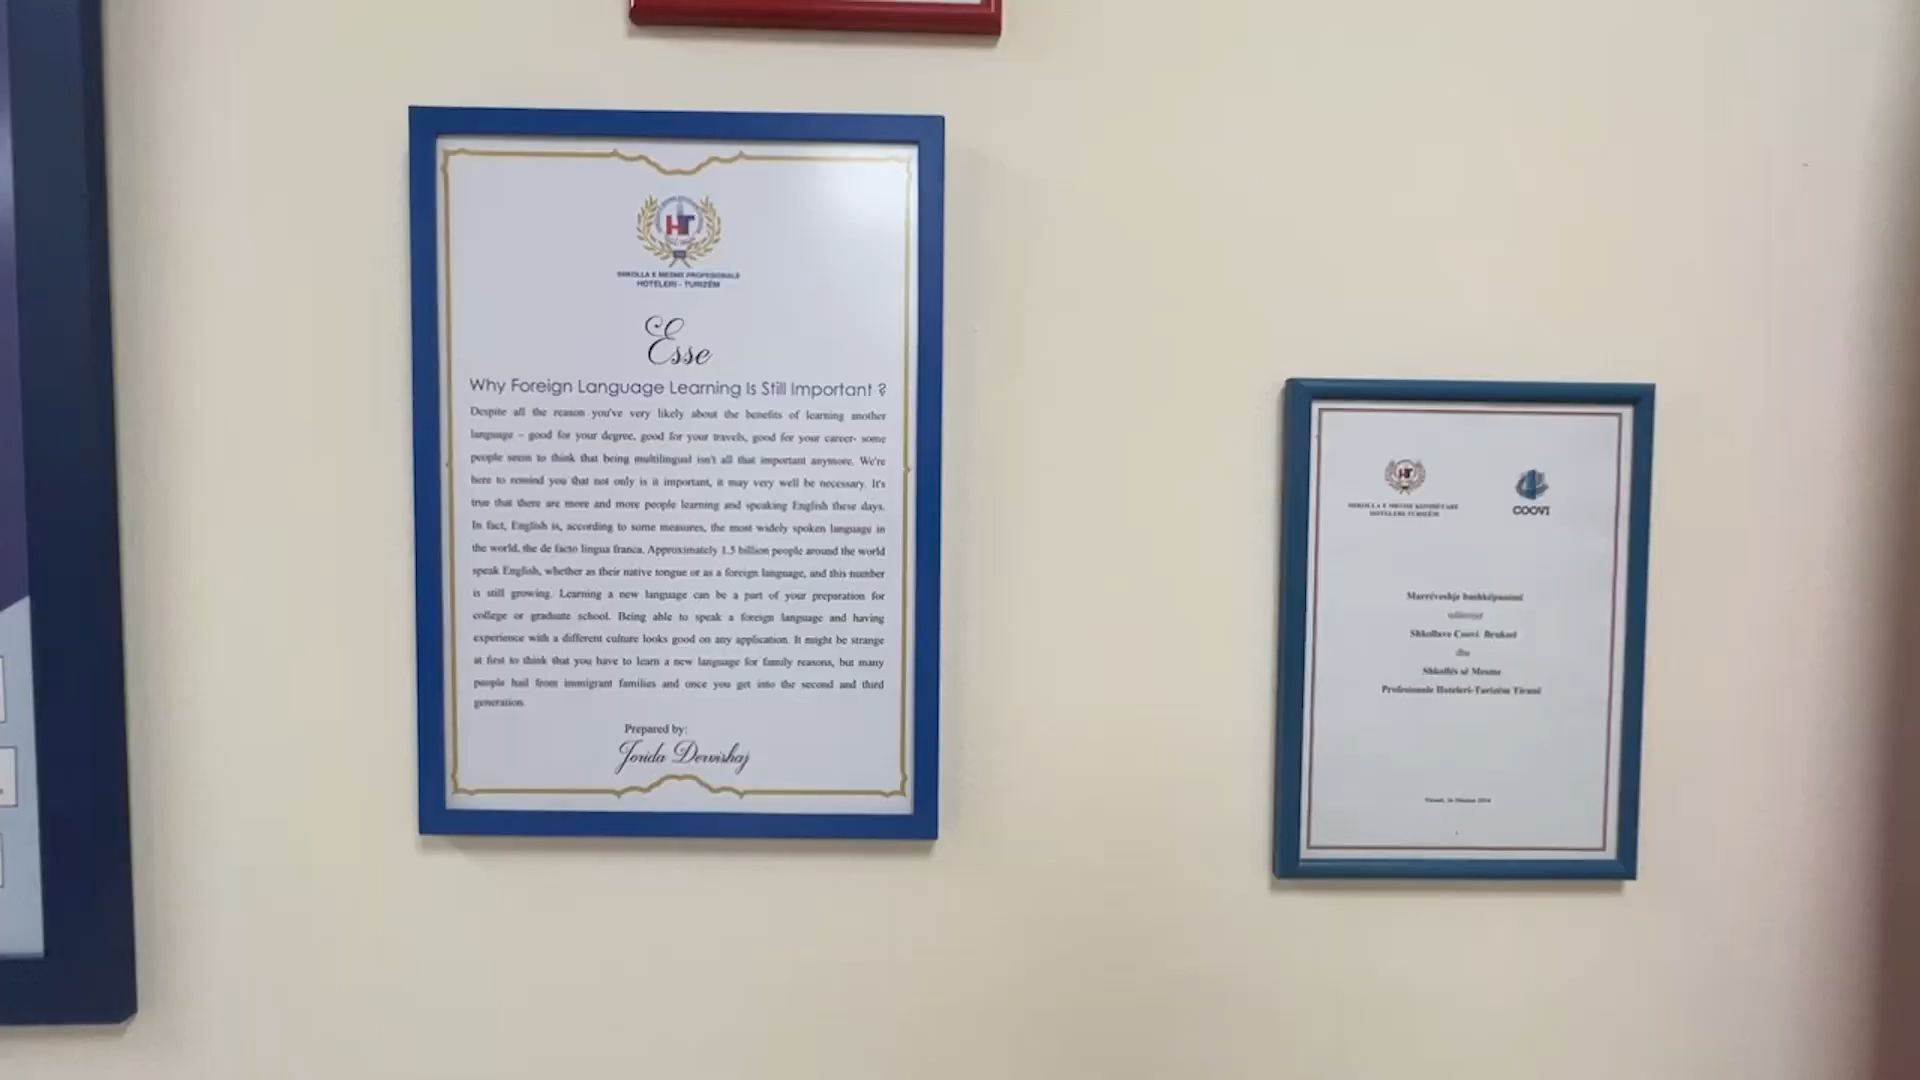 SHKOLLA E MESME PROFESIONALE
HOTELERI - TURIZËM
Esse
Why Foreign Language Learning Is Still Important ?
Despite all the reason you've very likely about the benefits of learning another
language – good for your degree, good for your travels, good for your career- some
people seem to think that being multilingual isn't all that important anymore. We're
here to remind you that not only is it important, it may very well be necessary. It's
true that there are more and more people learning and speaking English these days.
In fact, English is, according to some measures, the most widely spoken language in
the world, the de facto lingua franca. Approximately 1.5 billion people around the world
speak English, whether as their native tongue or as a foreign language, and this number
is still growing. Learning a new language can be a part of your preparation for
college or graduate school. Being able to speak a foreign language and having
experience with a different culture looks good on any application. It might be strange
at first to think that you have to learn a new language for family reasons, but many
people hail from immigrant families and once you get into the second and third
generation.
Prepared by:
Jorida Dervishaj
HT
SHKOLLA E MESME KOMBËTARE
HOTELERI-TURIZËM
COOVI
Marrëveshje bashkëpunimi
ndërmjet
Shkollave Coovi Bruksel
dhe
Shkollës së Mesme
Profesionale Hoteleri-Turizëm Tiranë